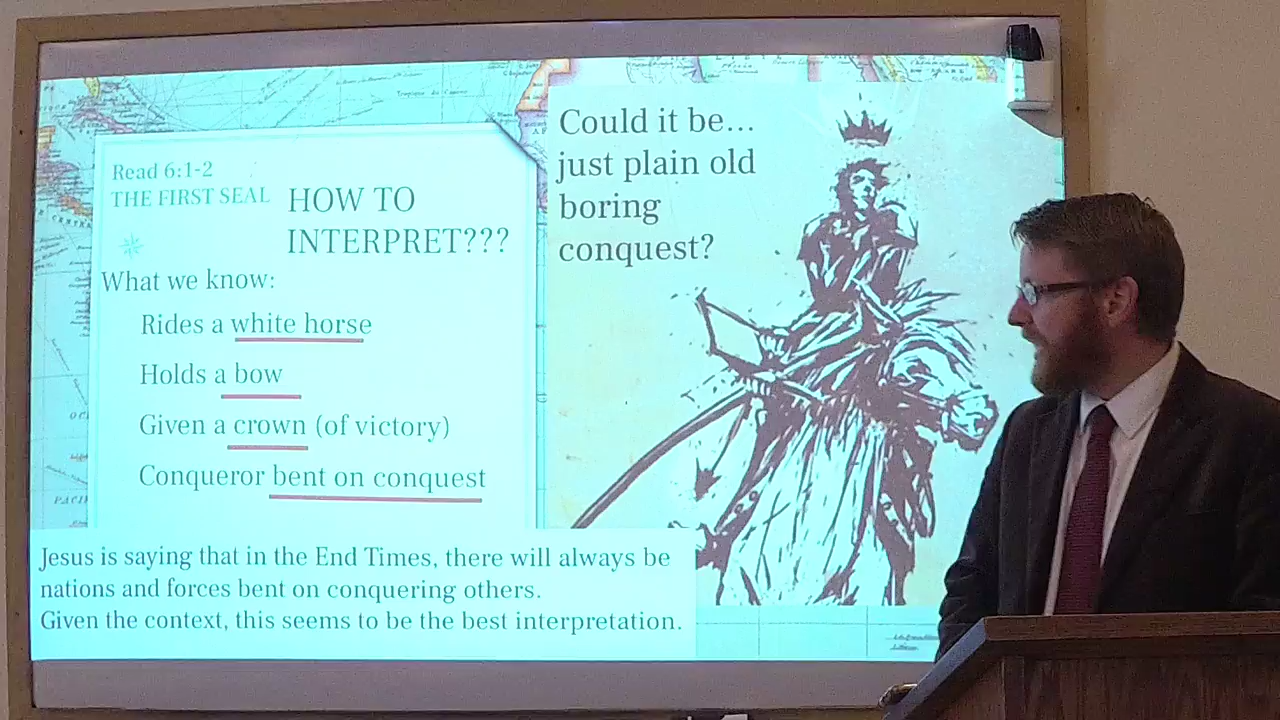 Read 6:1-2
THE FIRST SEAL
HOW TO
INTERPRET???
What we know:
Rides a white horse
Holds a bow
Given a crown (of victory)
Conqueror bent on conquest
Could it be...
just plain old
boring
conquest?
Jesus is saying that in the End Times, there will always be
nations and forces bent on conquering others.
Given the context, this seems to be the best interpretation.